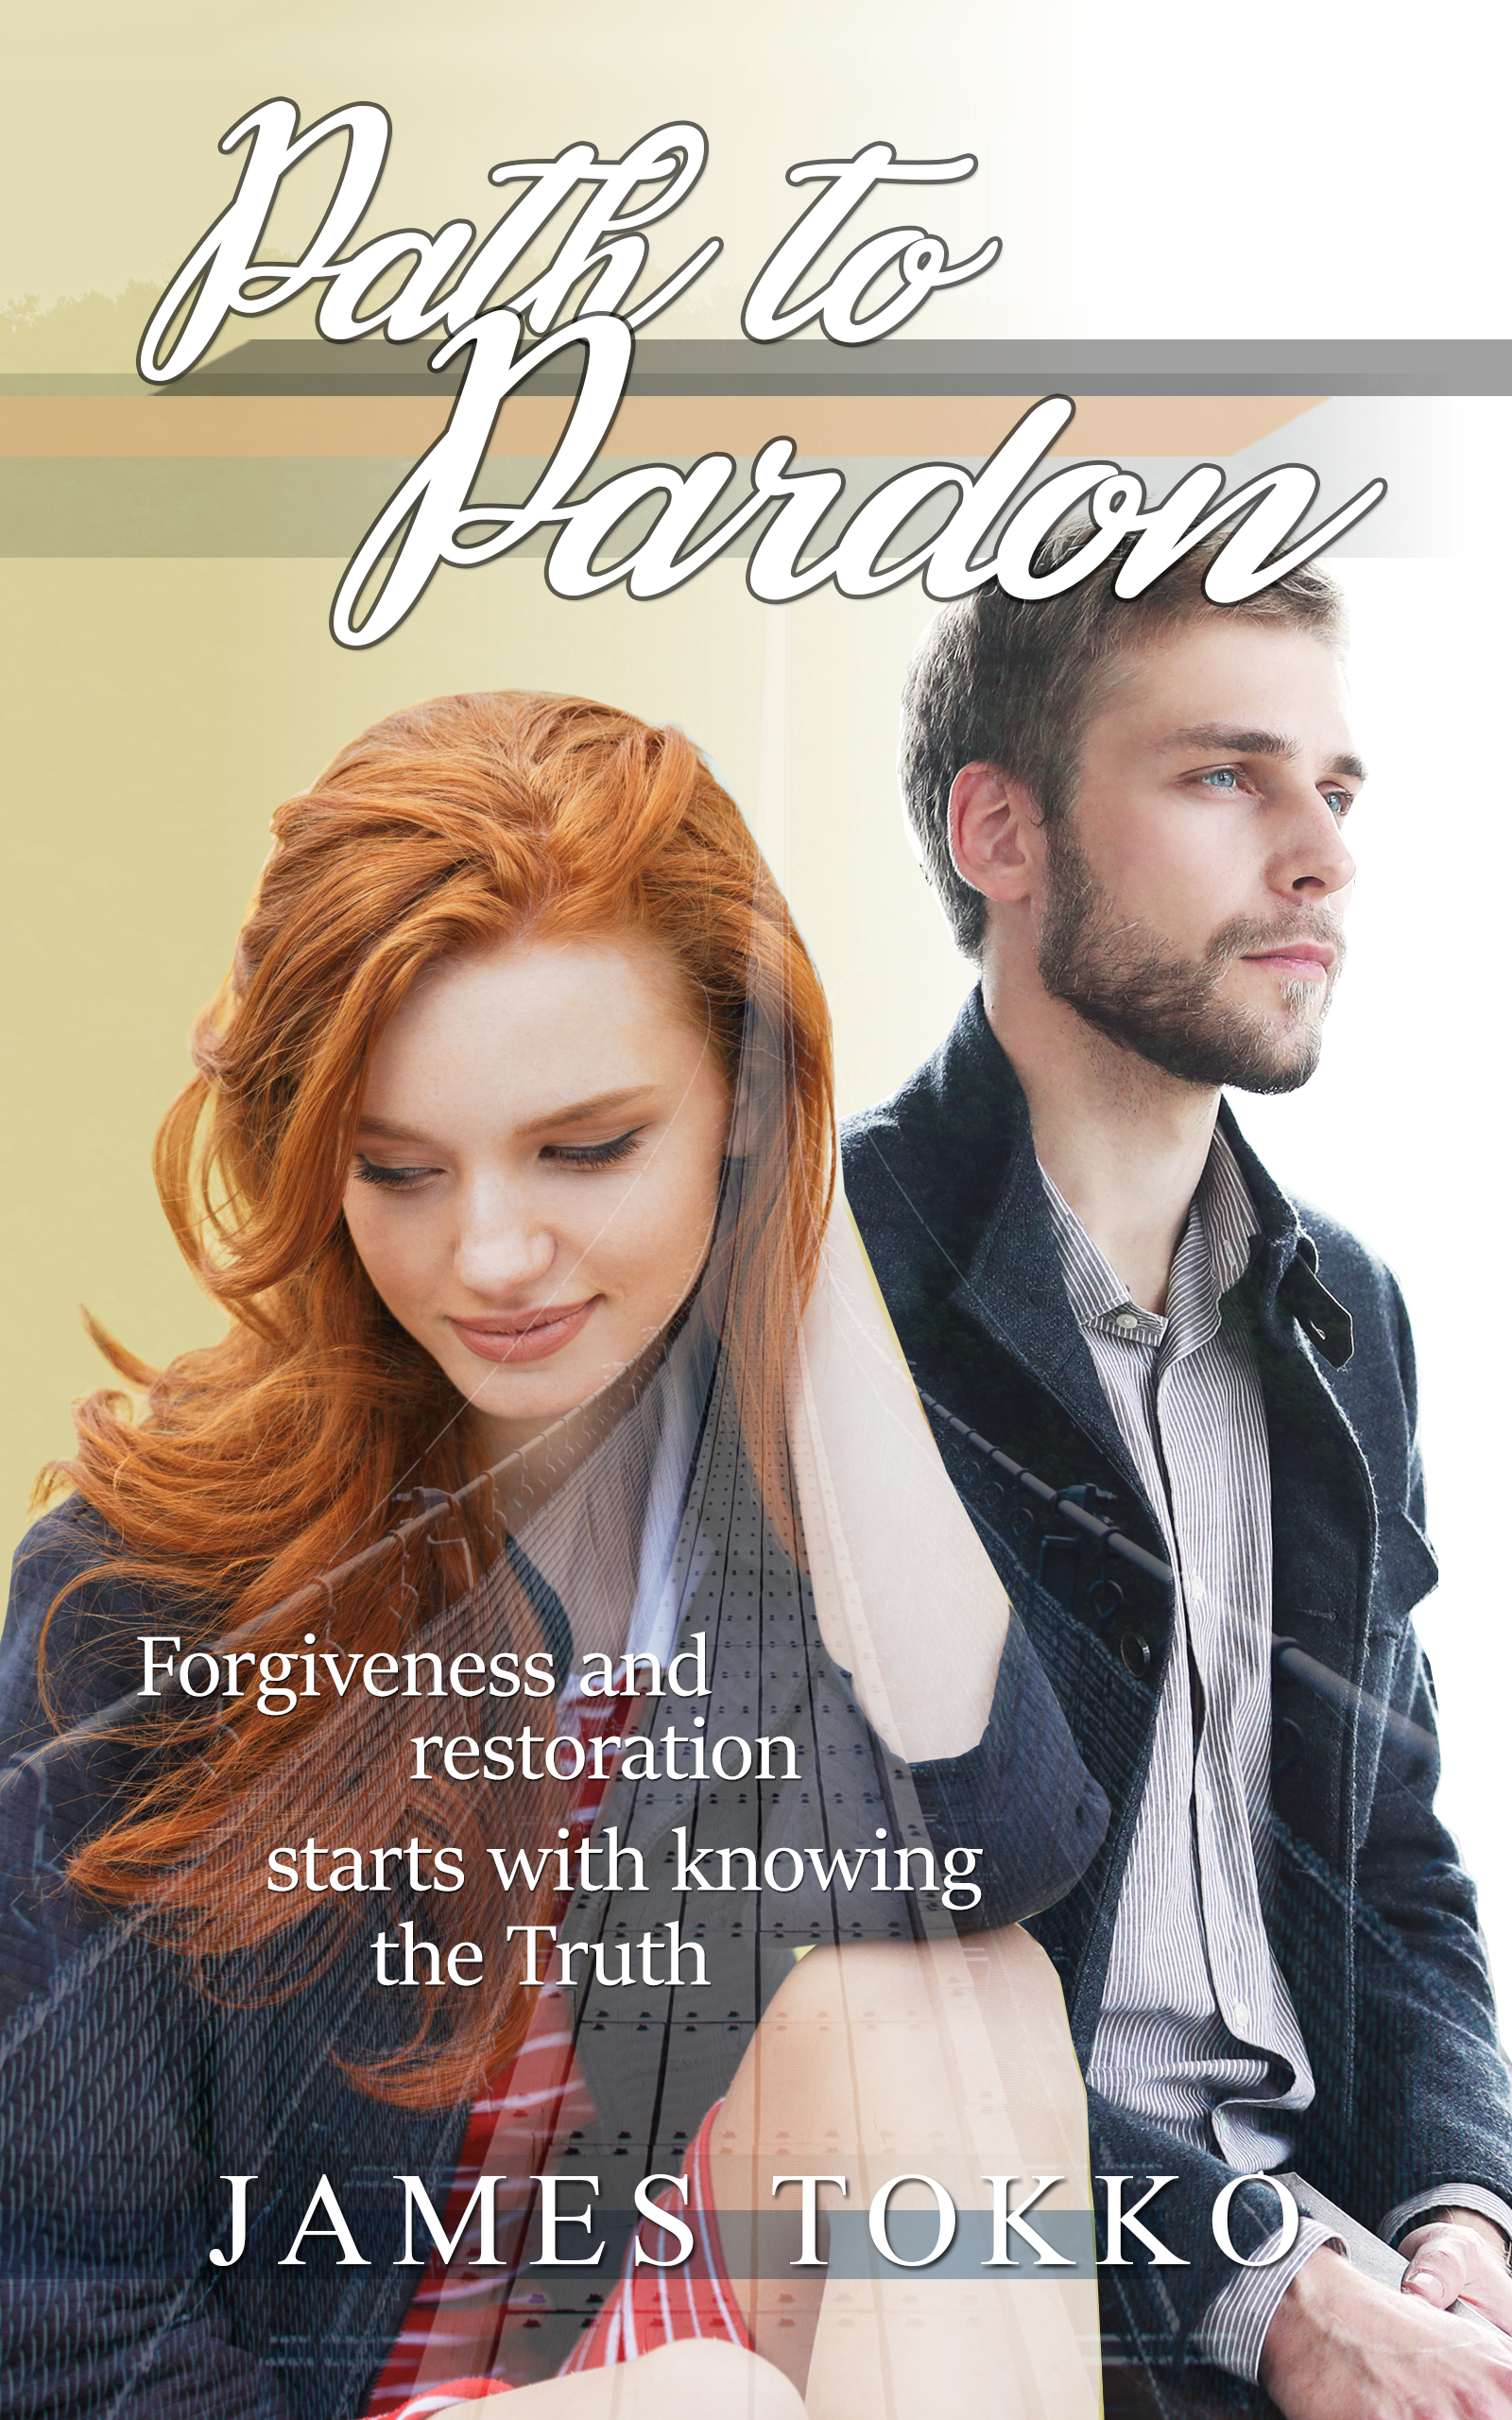 Path to
Pardon
Forgiveness and
restoration
starts with knowing
the Truth
JAMES TOKKO